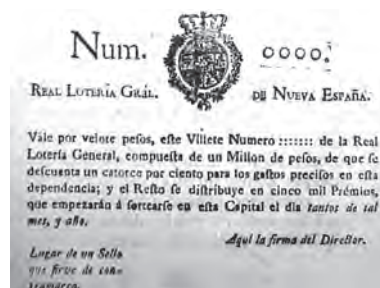 Num. 0000.
REAL LOTERÍA GRÁL. DE NUEVA ESPAÑA.
Vale por veinte peſos, eſte Villete Numero ::::::: de la Real
Lotería General, compueſta de un Millon de peſos, de que ſe
deſcuenta un catorce por ciento para los gaſtos preciſos en eſta
dependencia; y el Reſto ſe diſtribuye en cinco mil Prémios,
que empezarán á ſortearſe en eſta Capital el dia tantos de tal
mes, y año.
Aqui la firma del Director.
Lugar de un Sello
que ſirve de